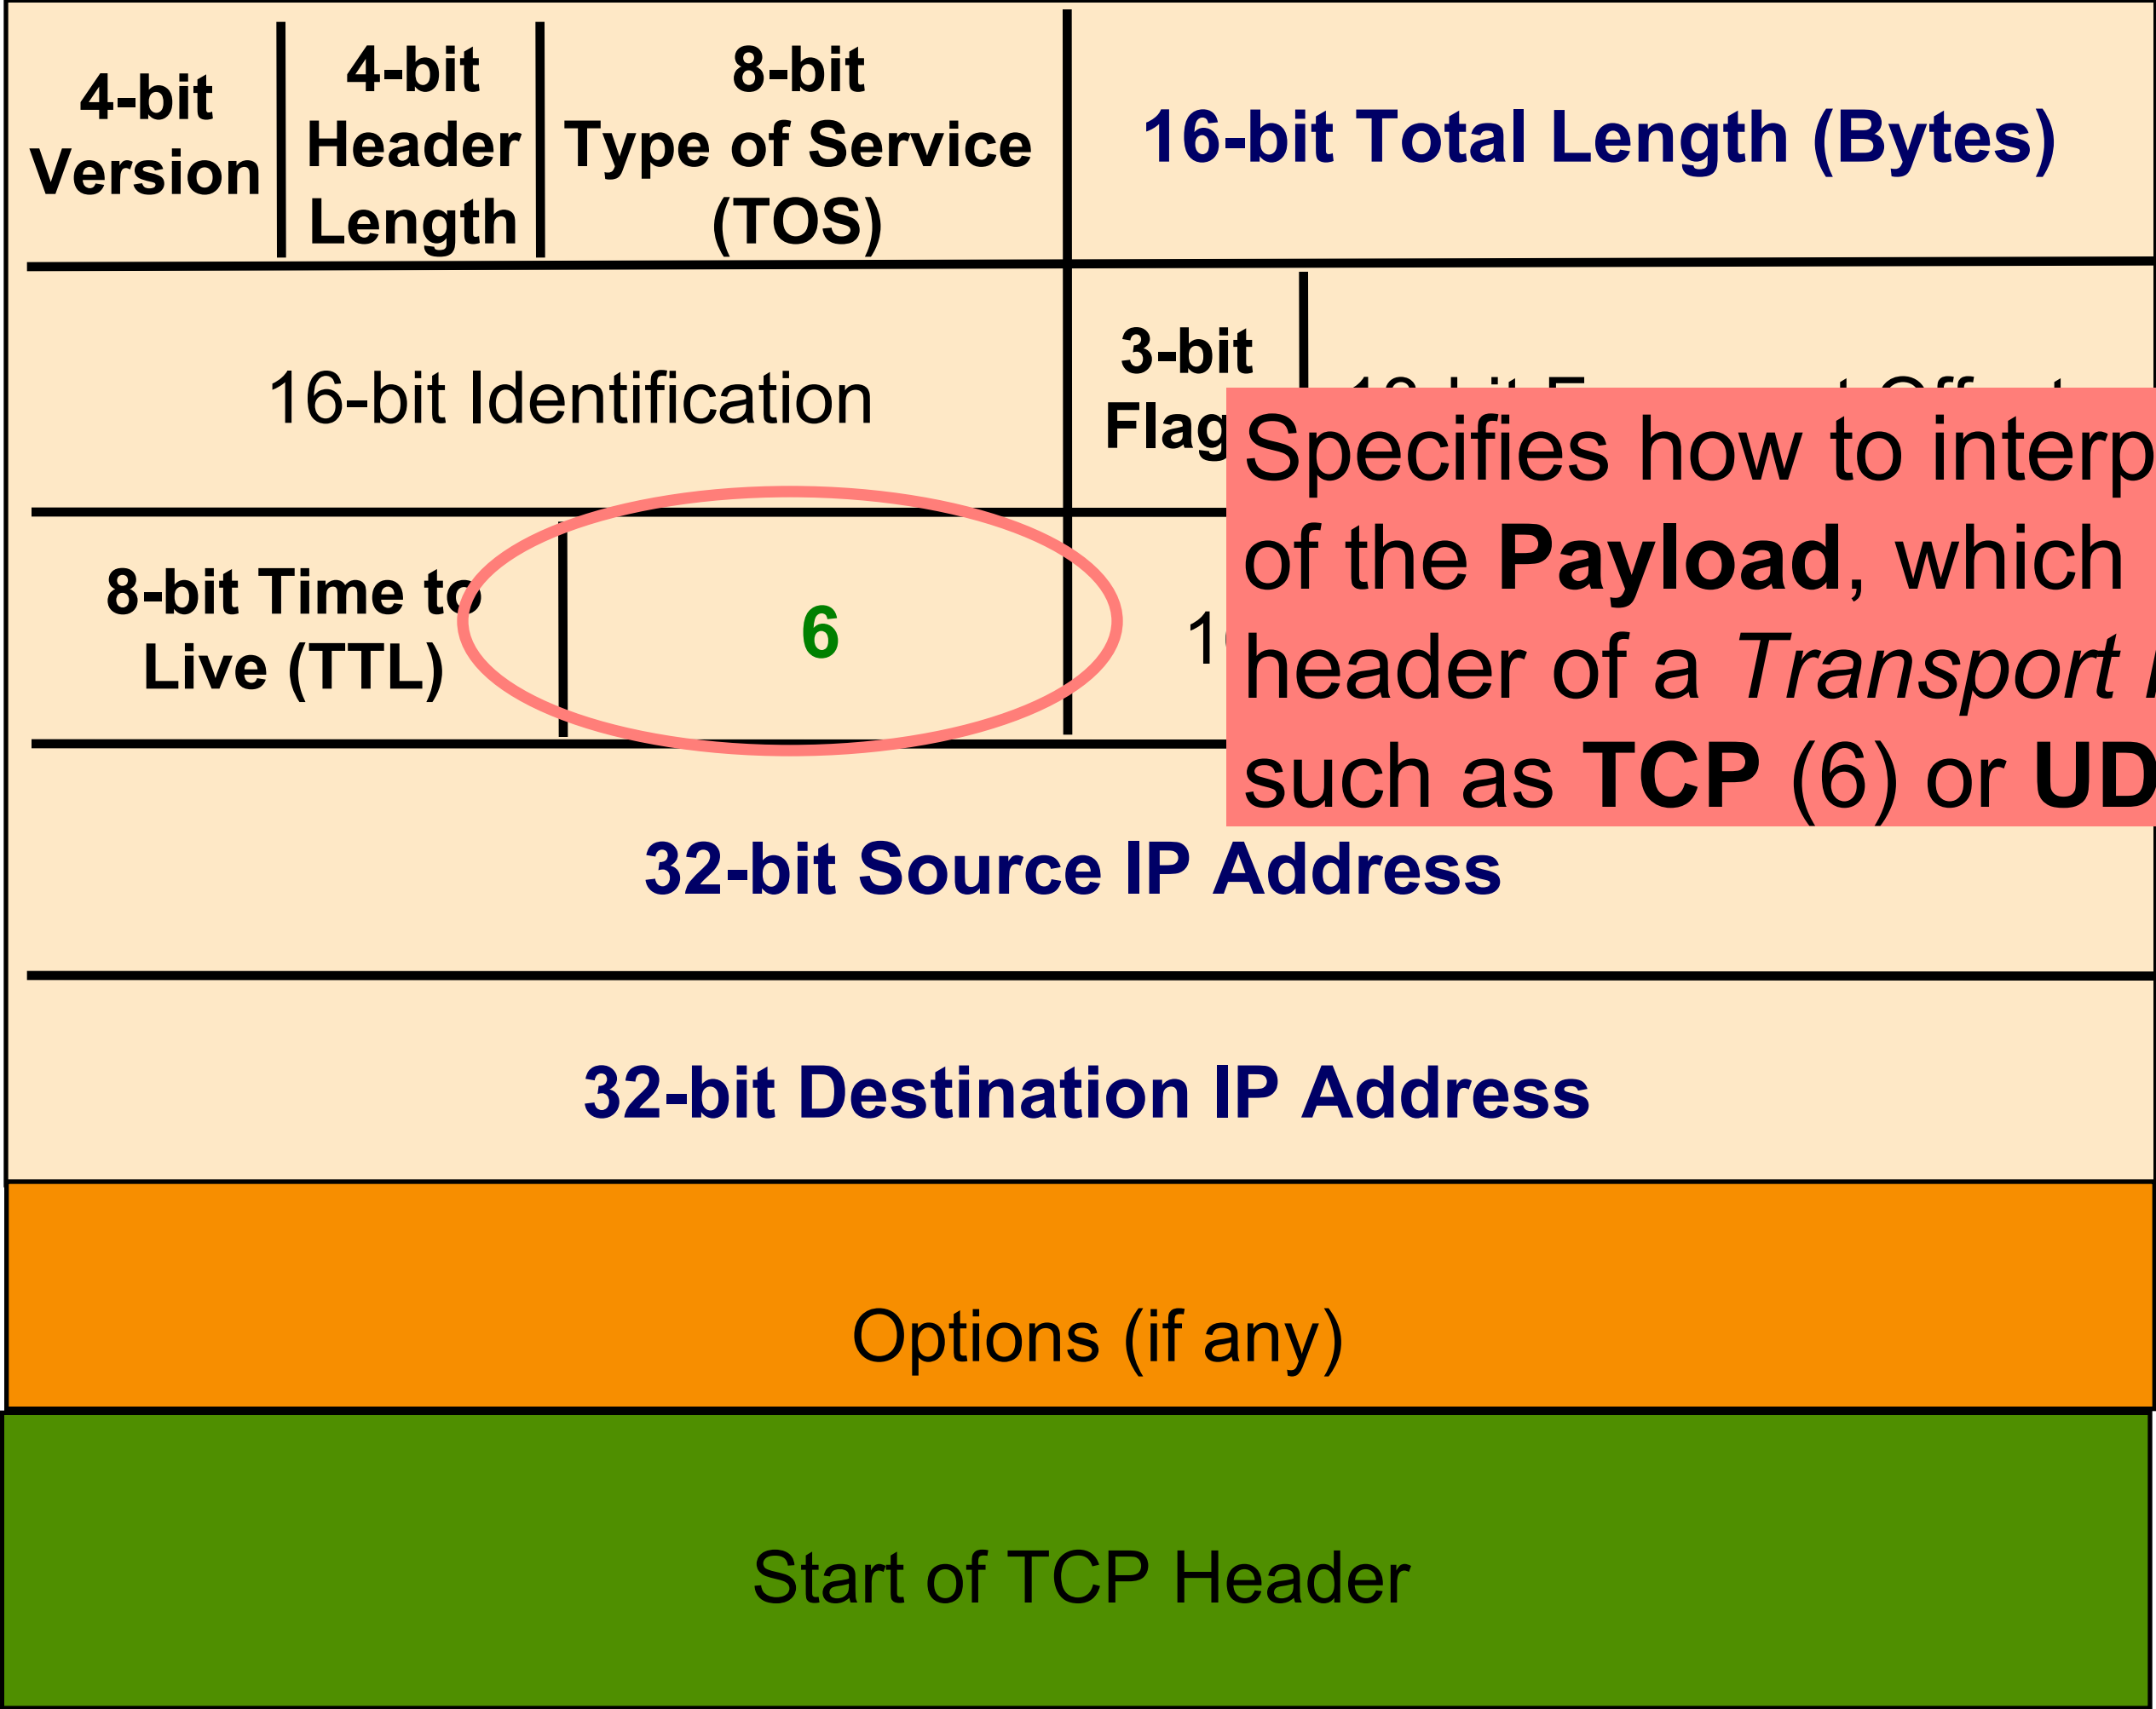 4-bit
Version
4-bit
Header
Length
8-bit
Type of Service
(TOS)
16-bit Total Length (Bytes)
16-bit Identification
3-bit
8-bit Time to
Live (TTL)
6
Specifies how to
of the Payload, which
header of a Transport
such as TCP (6) or
32-bit Source IP Address
32-bit Destination IP Address
Options (if any)
Start of TCP Header